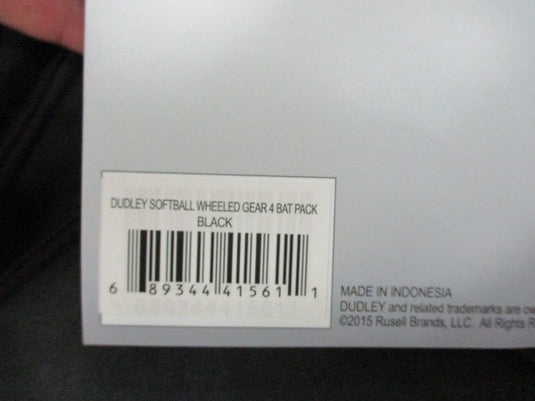 DUDLEY SOFTBALL WHEELED GEAR 4 BAT PACK
BLACK
6 89344 41561 1
MADE IN INDONESIA
DUDLEY and related trademarks are ow
©2015 Rusell Brands, LLC. All Rights R